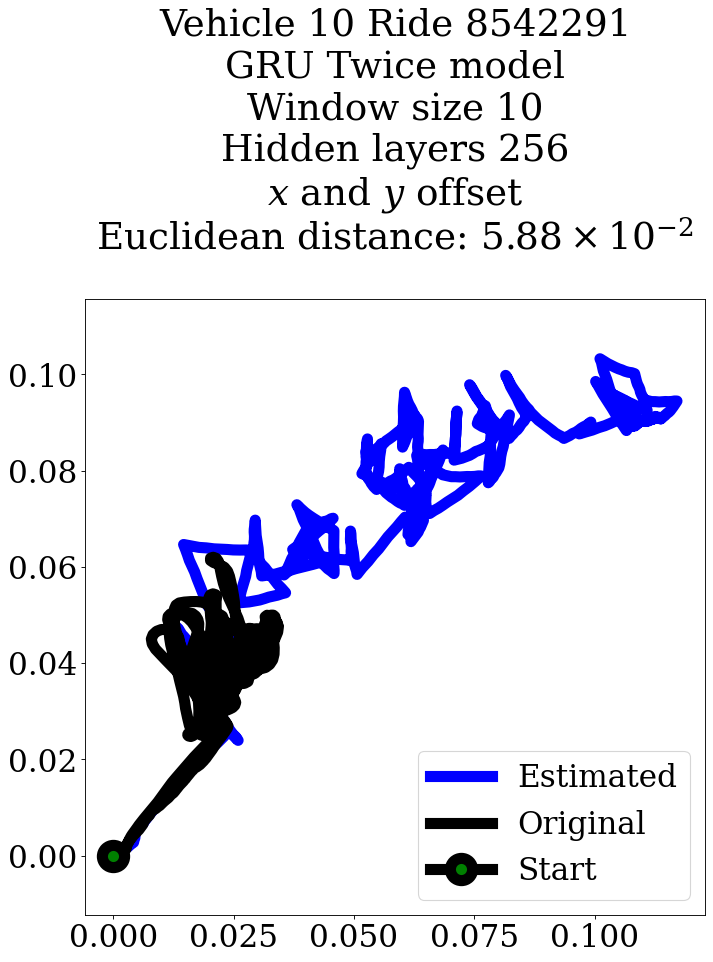 Vehicle 10 Ride 8542291
GRU Twice model
Window size 10
Hidden layers 256
x and y offset
Euclidean distance: 5.88 × 10⁻²
0.10
0.08
0.06
0.04
0.02
0.00
0.000 0.025 0.050 0.075 0.100
Estimated
Original
Start